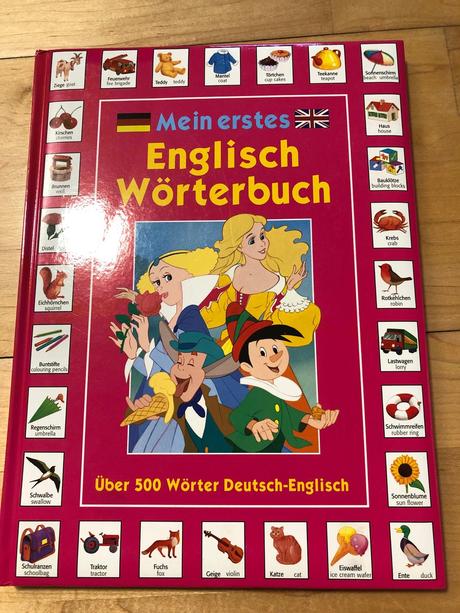 Ziege goat
Feuerwehr
fire brigade
Teddy teddy
Mantel
coat
Törtchen
cup cakes
Teekanne
teapot
Sonnenschirm
beach umbrella
Kirschen
cherries
Haus
house
Mein erstes
Englisch
Wörterbuch
Brunnen
well
Bauklötze
building blocks
Distel
Krebs
crab
Eichhörnchen
squirrel
Rotkehlchen
robin
Buntstifte
colouring pencils
Lastwagen
lorry
Regenschirm
umbrella
Schwimmreifen
rubber ring
Schwalbe
swallow
Sonnenblume
sun flower
Über 500 Wörter Deutsch-Englisch
Schulranzen
schoolbag
Traktor
tractor
Fuchs
fox
Geige violin
Katze cat
Eiswaffel
ice cream wafer
Ente duck